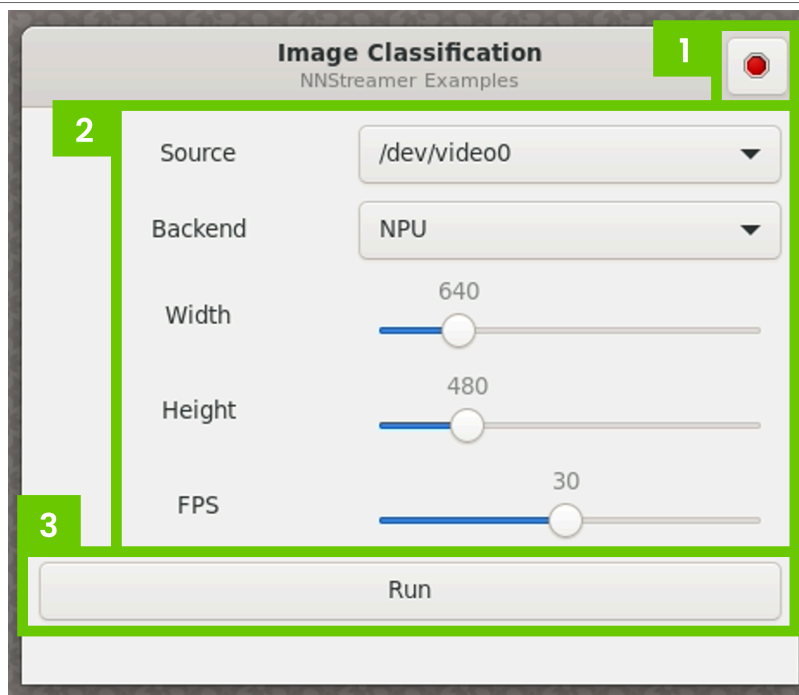 Image Classification
NNStreamer Examples
1
2
Source
/dev/video0
Backend
NPU
640
Width
480
Height
30
FPS
3
Run